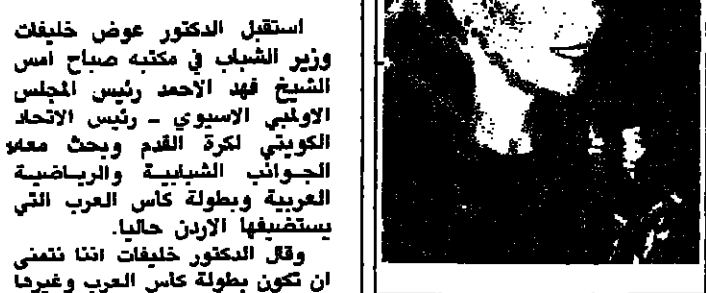 استقبل الدكتور عوض خليفات
وزير الشباب في مكتبه صباح امس
الشيخ فهد الاحمد رئيس المجلس
الاولمبي الاسيوي - رئيس الاتحاد
الكويتي لكرة القدم وبحث معه
الجوانب الشبابية والرياضية
العربية وبطولة كاس العرب التي
يستضيفها الاردن حاليا.
وقال الدكتور خليفات اننا نتمنى
ان تكون بطولة كاس العرب وغيرها